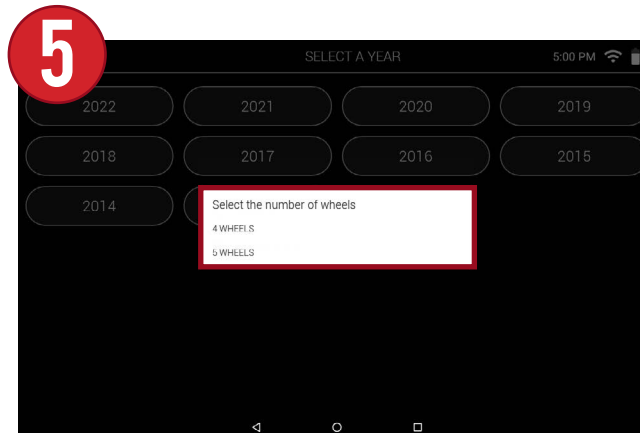 5
SELECT A YEAR 5:00 PM
2022 2021 2020 2019
2018 2017 2016 2015
2014
Select the number of wheels
4 WHEELS
5 WHEELS